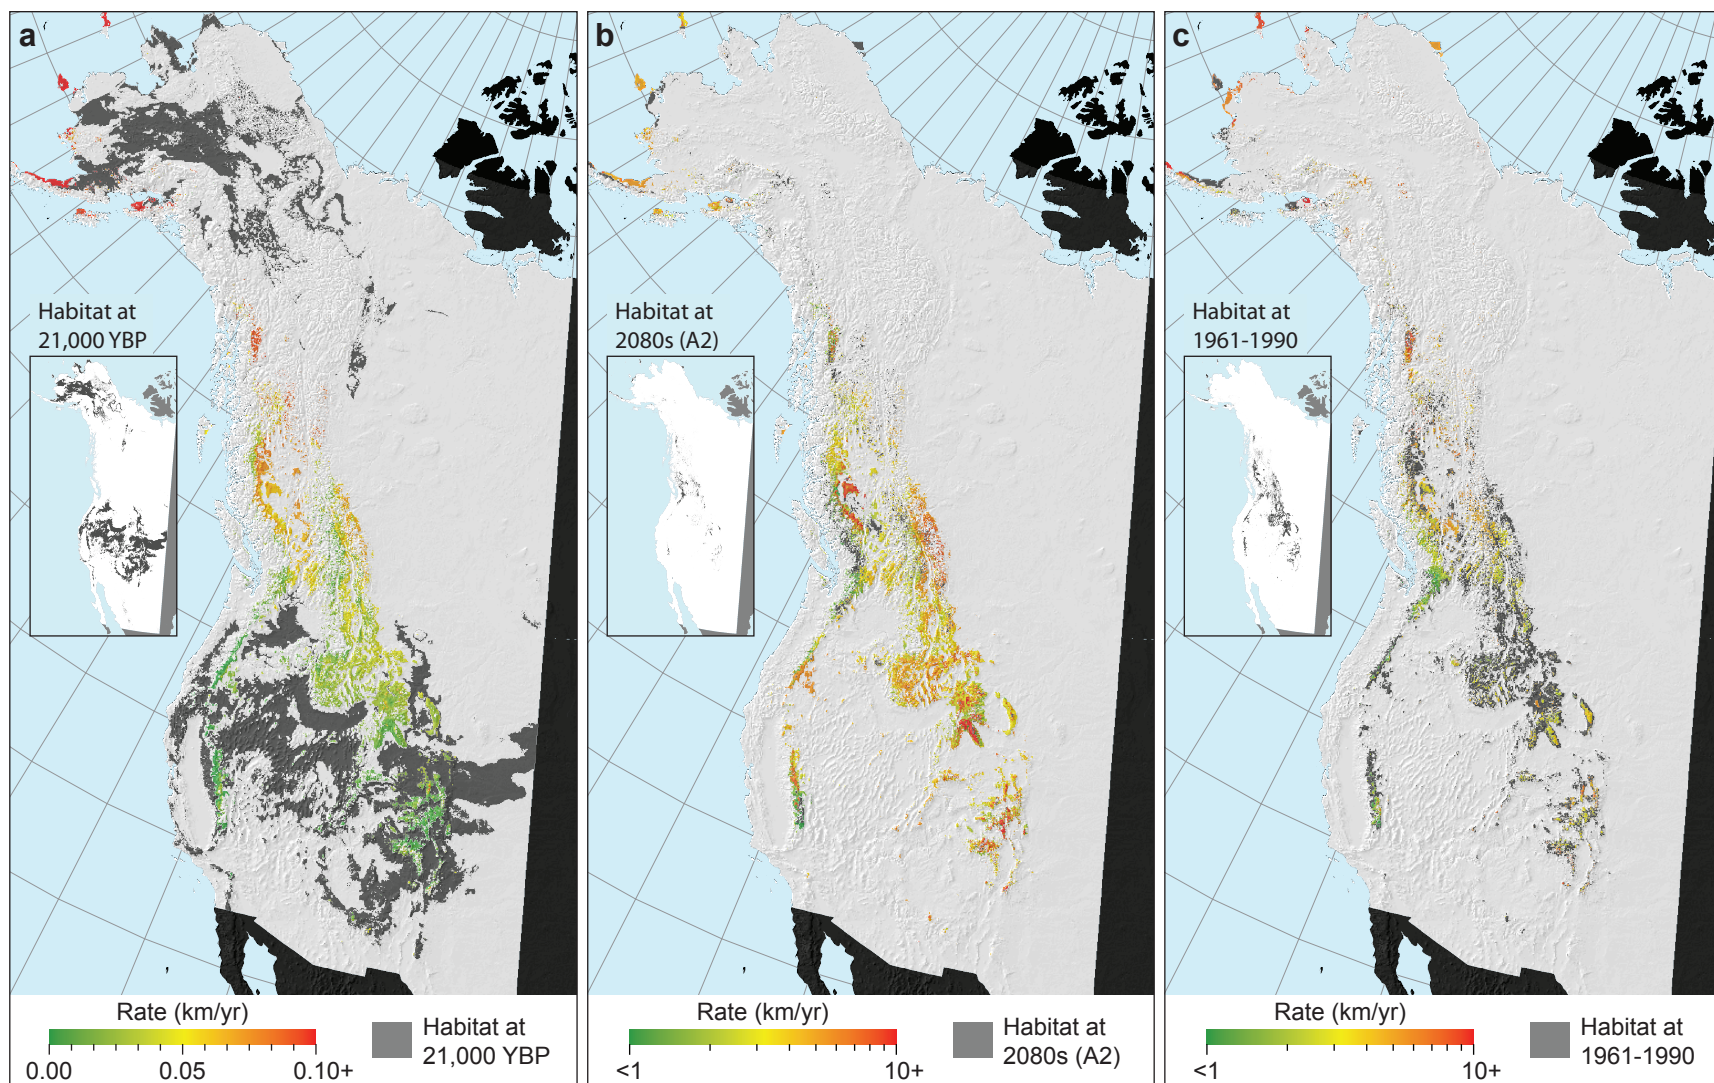 a
Habitat at
21,000 YBP
Rate (km/yr)
0.00
0.05
0.10+
Habitat at
21,000 YBP
b
Habitat at
2080s (A2)
Rate (km/yr)
<1
10+
Habitat at
2080s (A2)
c
Habitat at
1961-1990
Rate (km/yr)
<1
10+
Habitat at
1961-1990